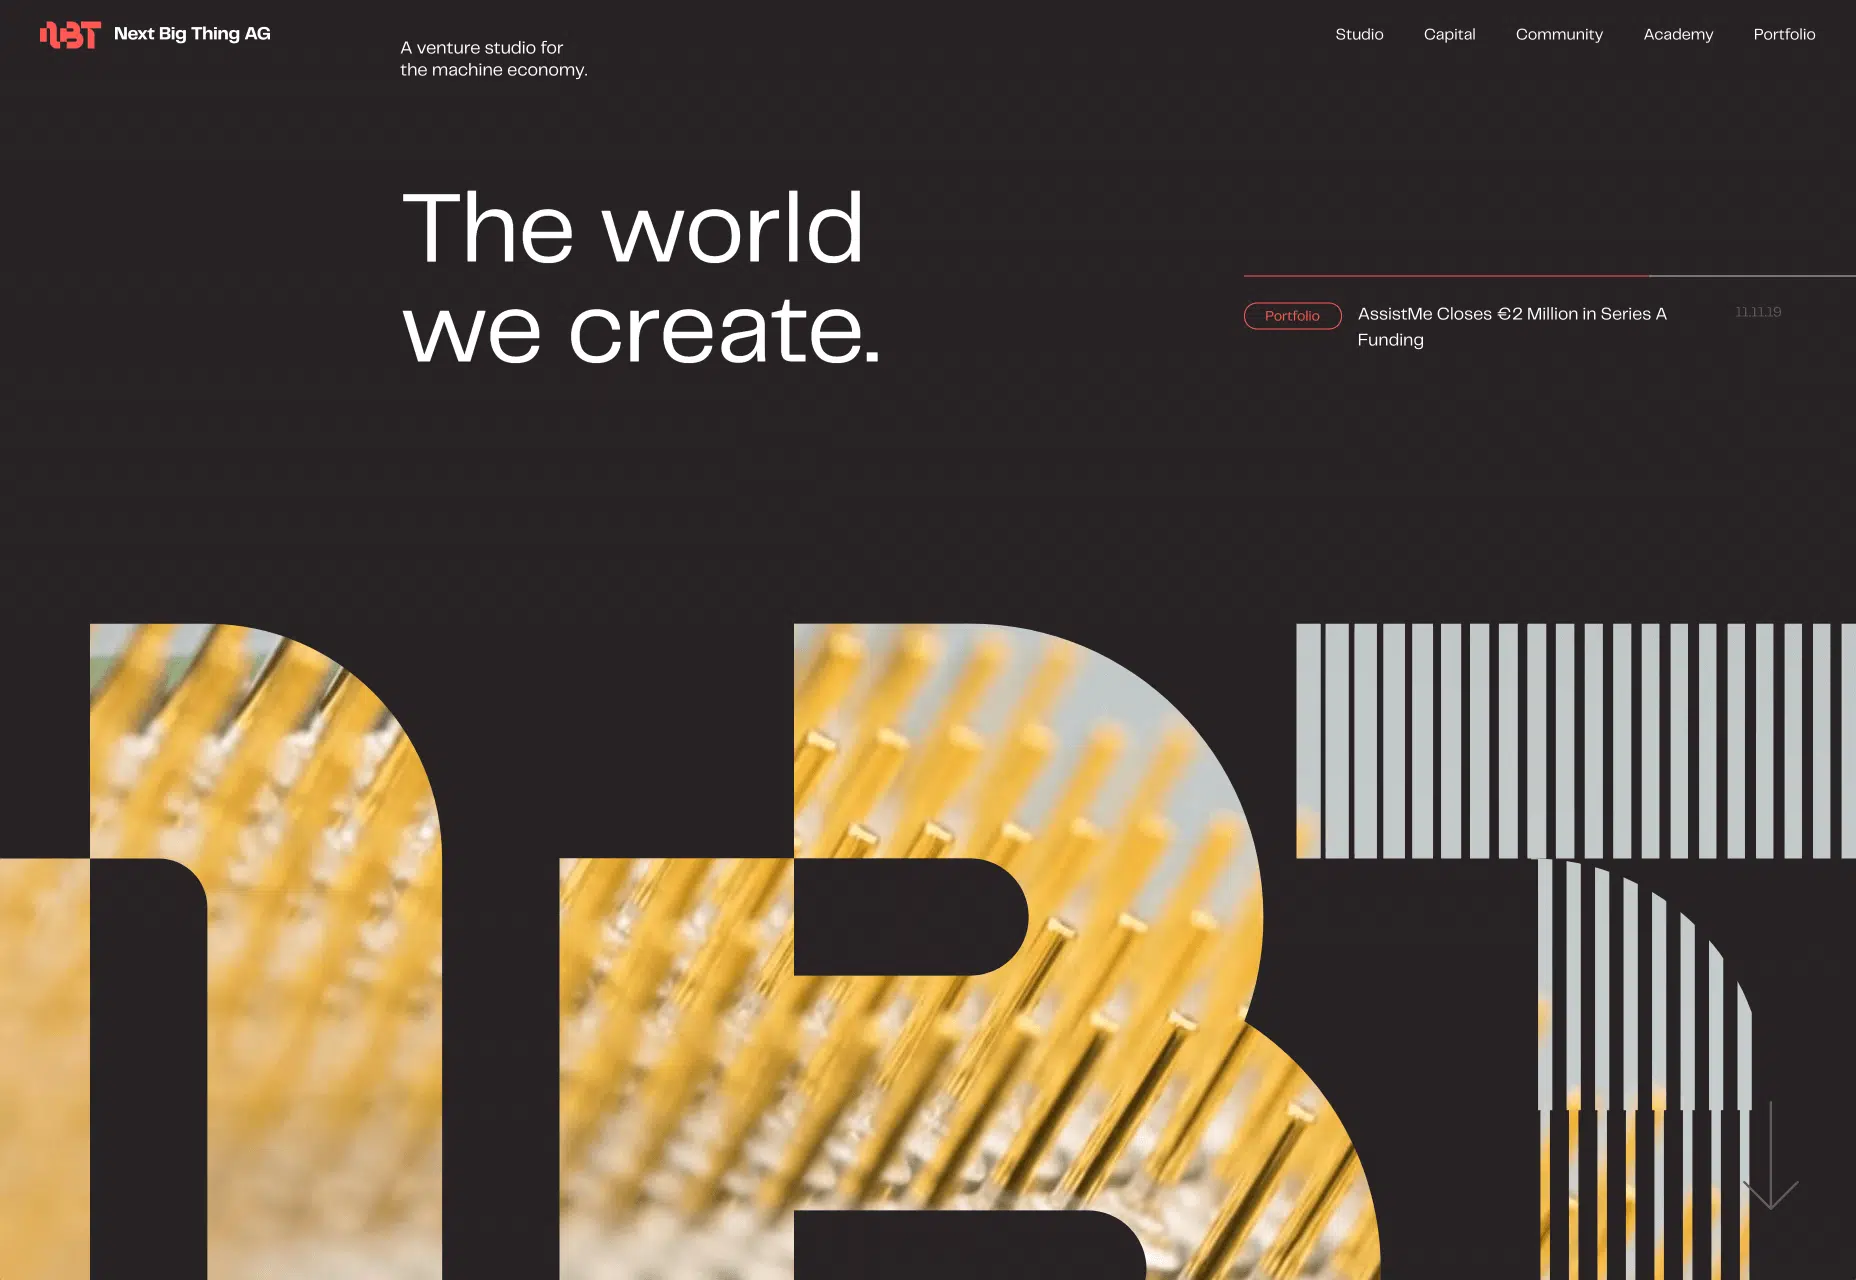 NBT Next Big Thing AG
A venture studio for
the machine economy.
Studio Capital Community Academy Portfolio
The world
we create.
Portfolio AssistMe Closes €2 Million in Series A 11.11.19
Funding
NBT